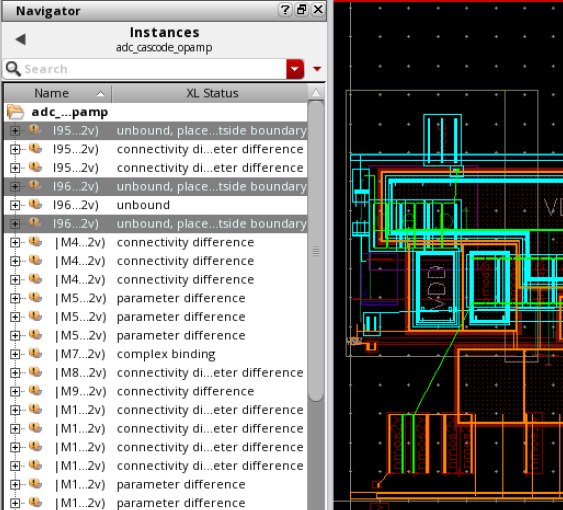 Navigator
Instances
adc_cascode_opamp
Search
Name XL Status
adc_...pamp
I95...2v) unbound, place...tside boundary
I95...2v) connectivity di...eter difference
I95...2v) connectivity di...eter difference
I96...2v) unbound, place...tside boundary
I96...2v) unbound
I96...2v) unbound, place...tside boundary
|M4...2v) connectivity difference
|M4...2v) connectivity difference
|M4...2v) connectivity difference
|M5...2v) parameter difference
|M5...2v) parameter difference
|M5...2v) parameter difference
|M7...2v) complex binding
|M8...2v) connectivity di...eter difference
|M9...2v) connectivity difference
|M1...2v) connectivity di...eter difference
|M1...2v) connectivity di...eter difference
|M1...2v) connectivity di...eter difference
|M1...2v) connectivity di...eter difference
|M1...2v) parameter difference
|M1...2v) parameter difference
VDD